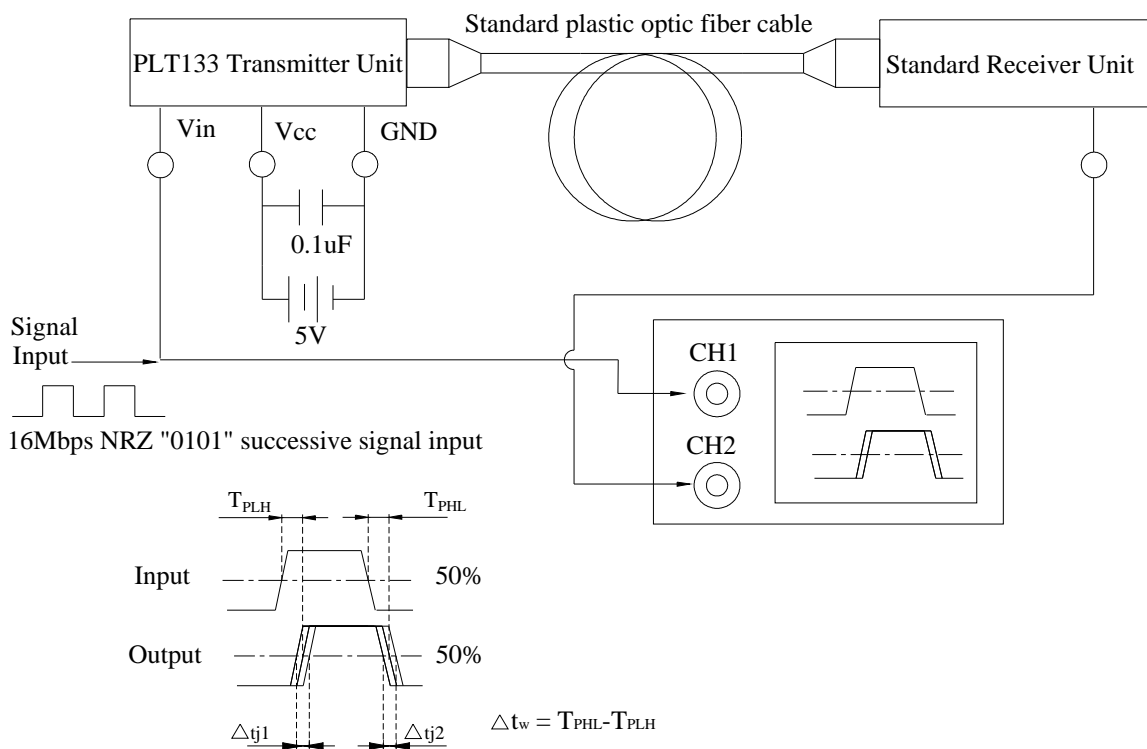 Standard plastic optic fiber cable
PLT133 Transmitter Unit
Standard Receiver Unit
Vin
Vcc
GND
0.1uF
5V
Signal
Input
16Mbps NRZ "0101" successive signal input
CH1
CH2
TPLH
TPHL
Input
50%
Output
50%
△tj1
△tj2
△tw = TPHL-TPLH